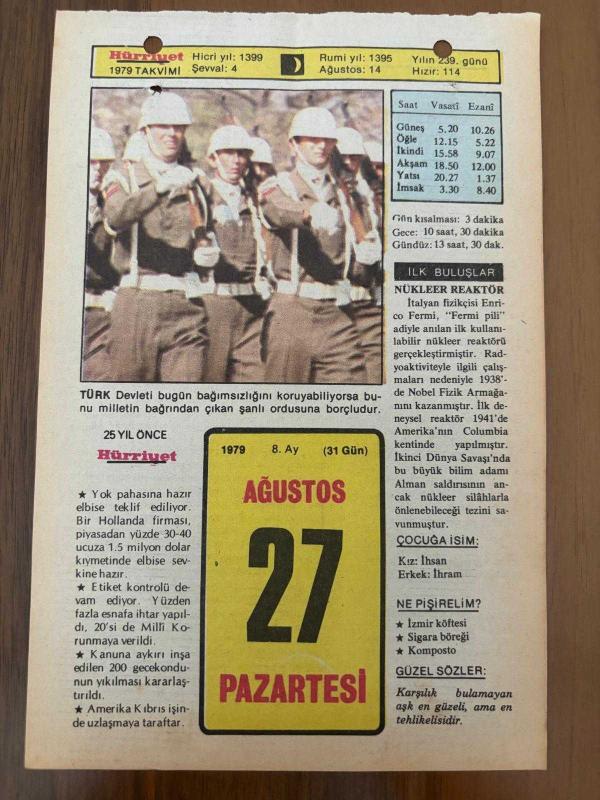 Hürriyet
1979 TAKVİMİ
Hicri yıl: 1399
Şevval: 4
Rumi yıl: 1395
Ağustos: 14
Yılın 239. günü
Hızır: 114
Saat Vasatî Ezanî
Güneş 5.20 10.26
Öğle 12.15 5.22
İkindi 15.58 9.07
Akşam 18.50 12.00
Yatsı 20.27 1.37
İmsak 3.30 8.40
Gün kısalması: 3 dakika
Gece: 10 saat, 30 dakika
Gündüz: 13 saat, 30 dak.
İLK BULUŞLAR
NÜKLEER REAKTÖR
İtalyan fizikçisi Enri-
co Fermi, "Fermi pili"
adiyle anılan ilk kullanı-
labilir nükleer reaktörü
gerçekleştirmiştir. Rad-
yoaktiviteyle ilgili çalış-
maları nedeniyle 1938'-
de Nobel Fizik Armağa-
nını kazanmıştır. İlk de-
neysel reaktör 1941'de
Amerika'nın Columbia
kentinde yapılmıştır.
İkinci Dünya Savaşı'nda
bu büyük bilim adamı
Alman saldırısının an-
cak nükleer silâhlarla
önlenebileceği tezini sa-
vunmuştur.
ÇOCUĞA İSİM:
Kız: İhsan
Erkek: İhram
NE PİŞİRELİM?
★ İzmir köftesi
★ Sigara böreği
★ Komposto
GÜZEL SÖZLER:
Karşılık bulamayan
aşk en güzeli, ama en
tehlikelisidir.
TÜRK Devleti bugün bağımsızlığını koruyabiliyorsa bu-
nu milletin bağrından çıkan şanlı ordusuna borçludur.
25 YIL ÖNCE
Hürriyet
★ Yok pahasına hazır
elbise teklif ediliyor.
Bir Hollanda firması,
piyasadan yüzde 30-40
ucuza 1.5 milyon dolar
kıymetinde elbise sev-
kine hazır.
★ Etiket kontrolü de-
vam ediyor. Yüzden
fazla esnafa ihtar yapıl-
dı, 20'si de Milli Ko-
runmaya verildi.
★ Kanuna aykırı inşa
edilen 200 gecekondu-
nun yıkılması kararlaş-
tırıldı.
★ Amerika Kıbrıs işin-
de uzlaşmaya taraftar.
1979 8. Ay (31 Gün)
AĞUSTOS
27
PAZARTESİ